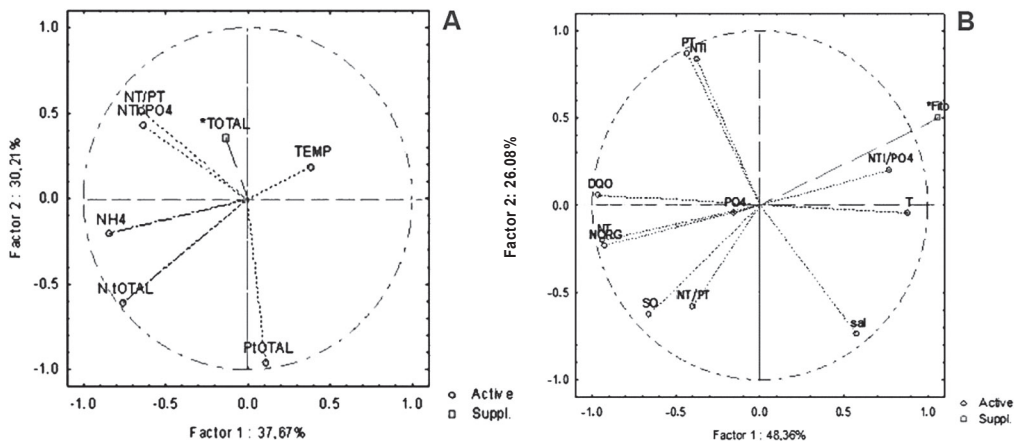 A
1.0
0.5
0.0
-0.5
-1.0
Factor 2 : 30,21%
NT/PT
*TOTAL
TEMP
NH4
N tOTAL
PtOTAL
-1.0 -0.5 0.0 0.5 1.0
Factor 1 : 37,67%
Active
Suppl.
B
1.0
0.5
0.0
-0.5
-1.0
Factor 2: 26.08%
PT
NTi
*Fito
NTI/PO4
DQO
PO4
T
NT
NORG
SO
NT/PT
sal
-1.0 -0.5 0.0 0.5 1.0
Factor 1 : 48,36%
Active
Suppl.